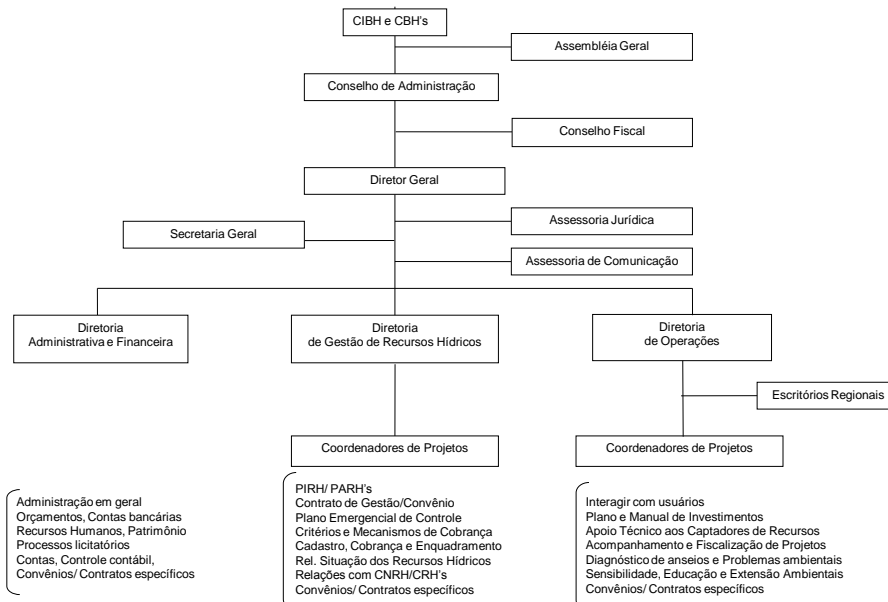 CIBH e CBH's
Assembléia Geral
Conselho de Administração
Conselho Fiscal
Diretor Geral
Assessoria Jurídica
Secretaria Geral
Assessoria de Comunicação
Diretoria
Administrativa e Financeira
Diretoria
de Gestão de Recursos Hídricos
Diretoria
de Operações
Escritórios Regionais
Coordenadores de Projetos
Coordenadores de Projetos
Administração em geral
Orçamentos, Contas bancárias
Recursos Humanos, Patrimônio
Processos licitatórios
Contas, Controle contábil,
Convênios/ Contratos específicos
PIRH/ PARH's
Contrato de Gestão/Convênio
Plano Emergencial de Controle
Critérios e Mecanismos de Cobrança
Cadastro, Cobrança e Enquadramento
Rel. Situação dos Recursos Hídricos
Relações com CNRH/CRH's
Convênios/ Contratos específicos
Interagir com usuários
Plano e Manual de Investimentos
Apoio Técnico aos Captadores de Recursos
Acompanhamento e Fiscalização de Projetos
Diagnóstico de anseios e Problemas ambientais
Sensibilidade, Educação e Extensão Ambientais
Convênios/ Contratos específicos